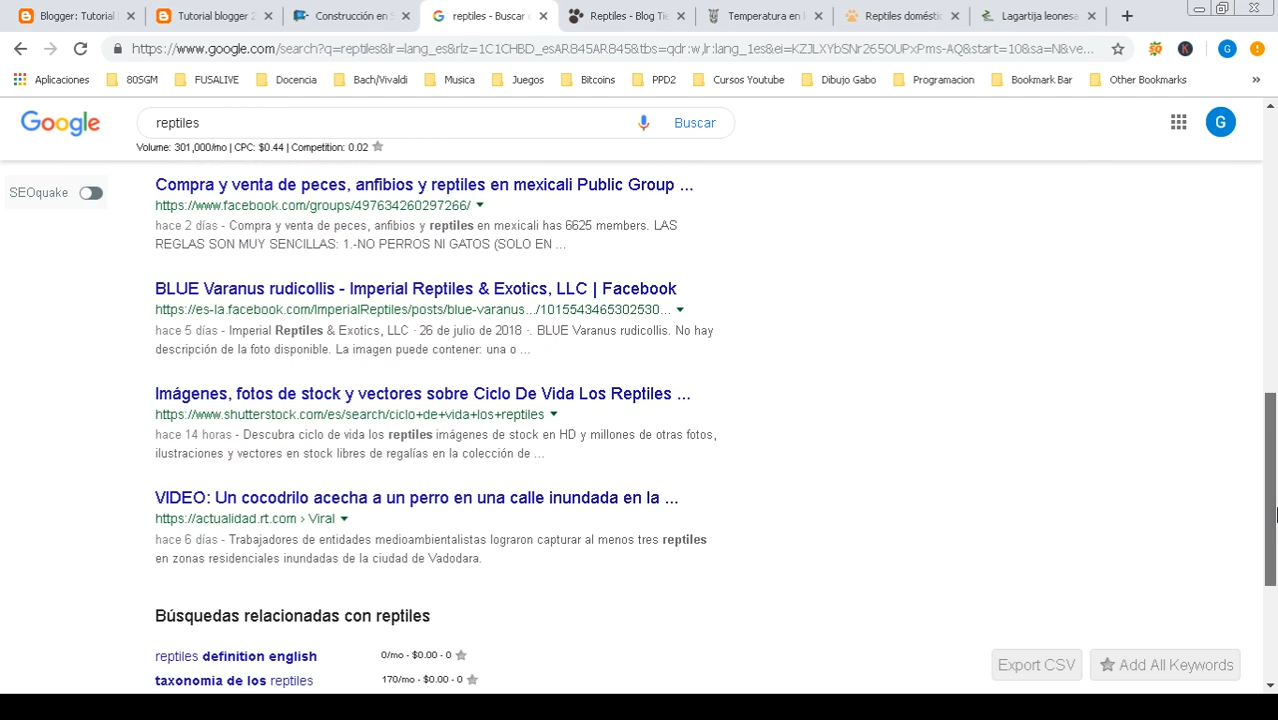 Blogger: Tutorial
Tutorial blogger 2
Construcción en
reptiles - Buscar
Reptiles - Blog Tie
Temperatura en
Reptiles domést
Lagartija leonesa
https://www.google.com/search?q=reptiles&lr=lang_es&rlz=1C1CHBD_esAR845AR845&tbs=qdr:w,lr:lang_1es&ei=KZJLXYbSNr265OUPxPms-AQ&start=10&sa=N&ve...
G
Aplicaciones
80SGM
FUSALIVE
Docencia
Bach/Vivaldi
Musica
Juegos
Bitcoins
PPD2
Cursos Youtube
Dibujo Gabo
Programacion
Bookmark Bar
Other Bookmarks
»
Google
reptiles
Buscar
G
Volume: 301,000/mo | CPC: $0.44 | Competition: 0.02
SEOquake
Compra y venta de peces, anfibios y reptiles en mexicali Public Group ...
https://www.facebook.com/groups/497634260297266/
hace 2 días - Compra y venta de peces, anfibios y reptiles en mexicali has 6625 members. LAS
REGLAS SON MUY SENCILLAS: 1.-NO PERROS NI GATOS (SOLO EN ...
BLUE Varanus rudicollis - Imperial Reptiles & Exotics, LLC | Facebook
https://es-la.facebook.com/ImperialReptiles/posts/blue-varanus.../1015543465302530...
hace 5 días - Imperial Reptiles & Exotics, LLC · 26 de julio de 2018 ·. BLUE Varanus rudicollis. No hay
descripción de la foto disponible. La imagen puede contener: una o ...
Imágenes, fotos de stock y vectores sobre Ciclo De Vida Los Reptiles ...
https://www.shutterstock.com/es/search/ciclo+de+vida+los+reptiles
hace 14 horas - Descubra ciclo de vida los reptiles imágenes de stock en HD y millones de otras fotos,
ilustraciones y vectores en stock libres de regalías en la colección de ...
VIDEO: Un cocodrilo acecha a un perro en una calle inundada en la ...
https://actualidad.rt.com › Viral
hace 6 días - Trabajadores de entidades medioambientalistas lograron capturar al menos tres reptiles
en zonas residenciales inundadas de la ciudad de Vadodara.
Búsquedas relacionadas con reptiles
reptiles definition english
0/mo - $0.00 - 0
taxonomia de los reptiles
170/mo - $0.00 - 0
Export CSV
Add All Keywords